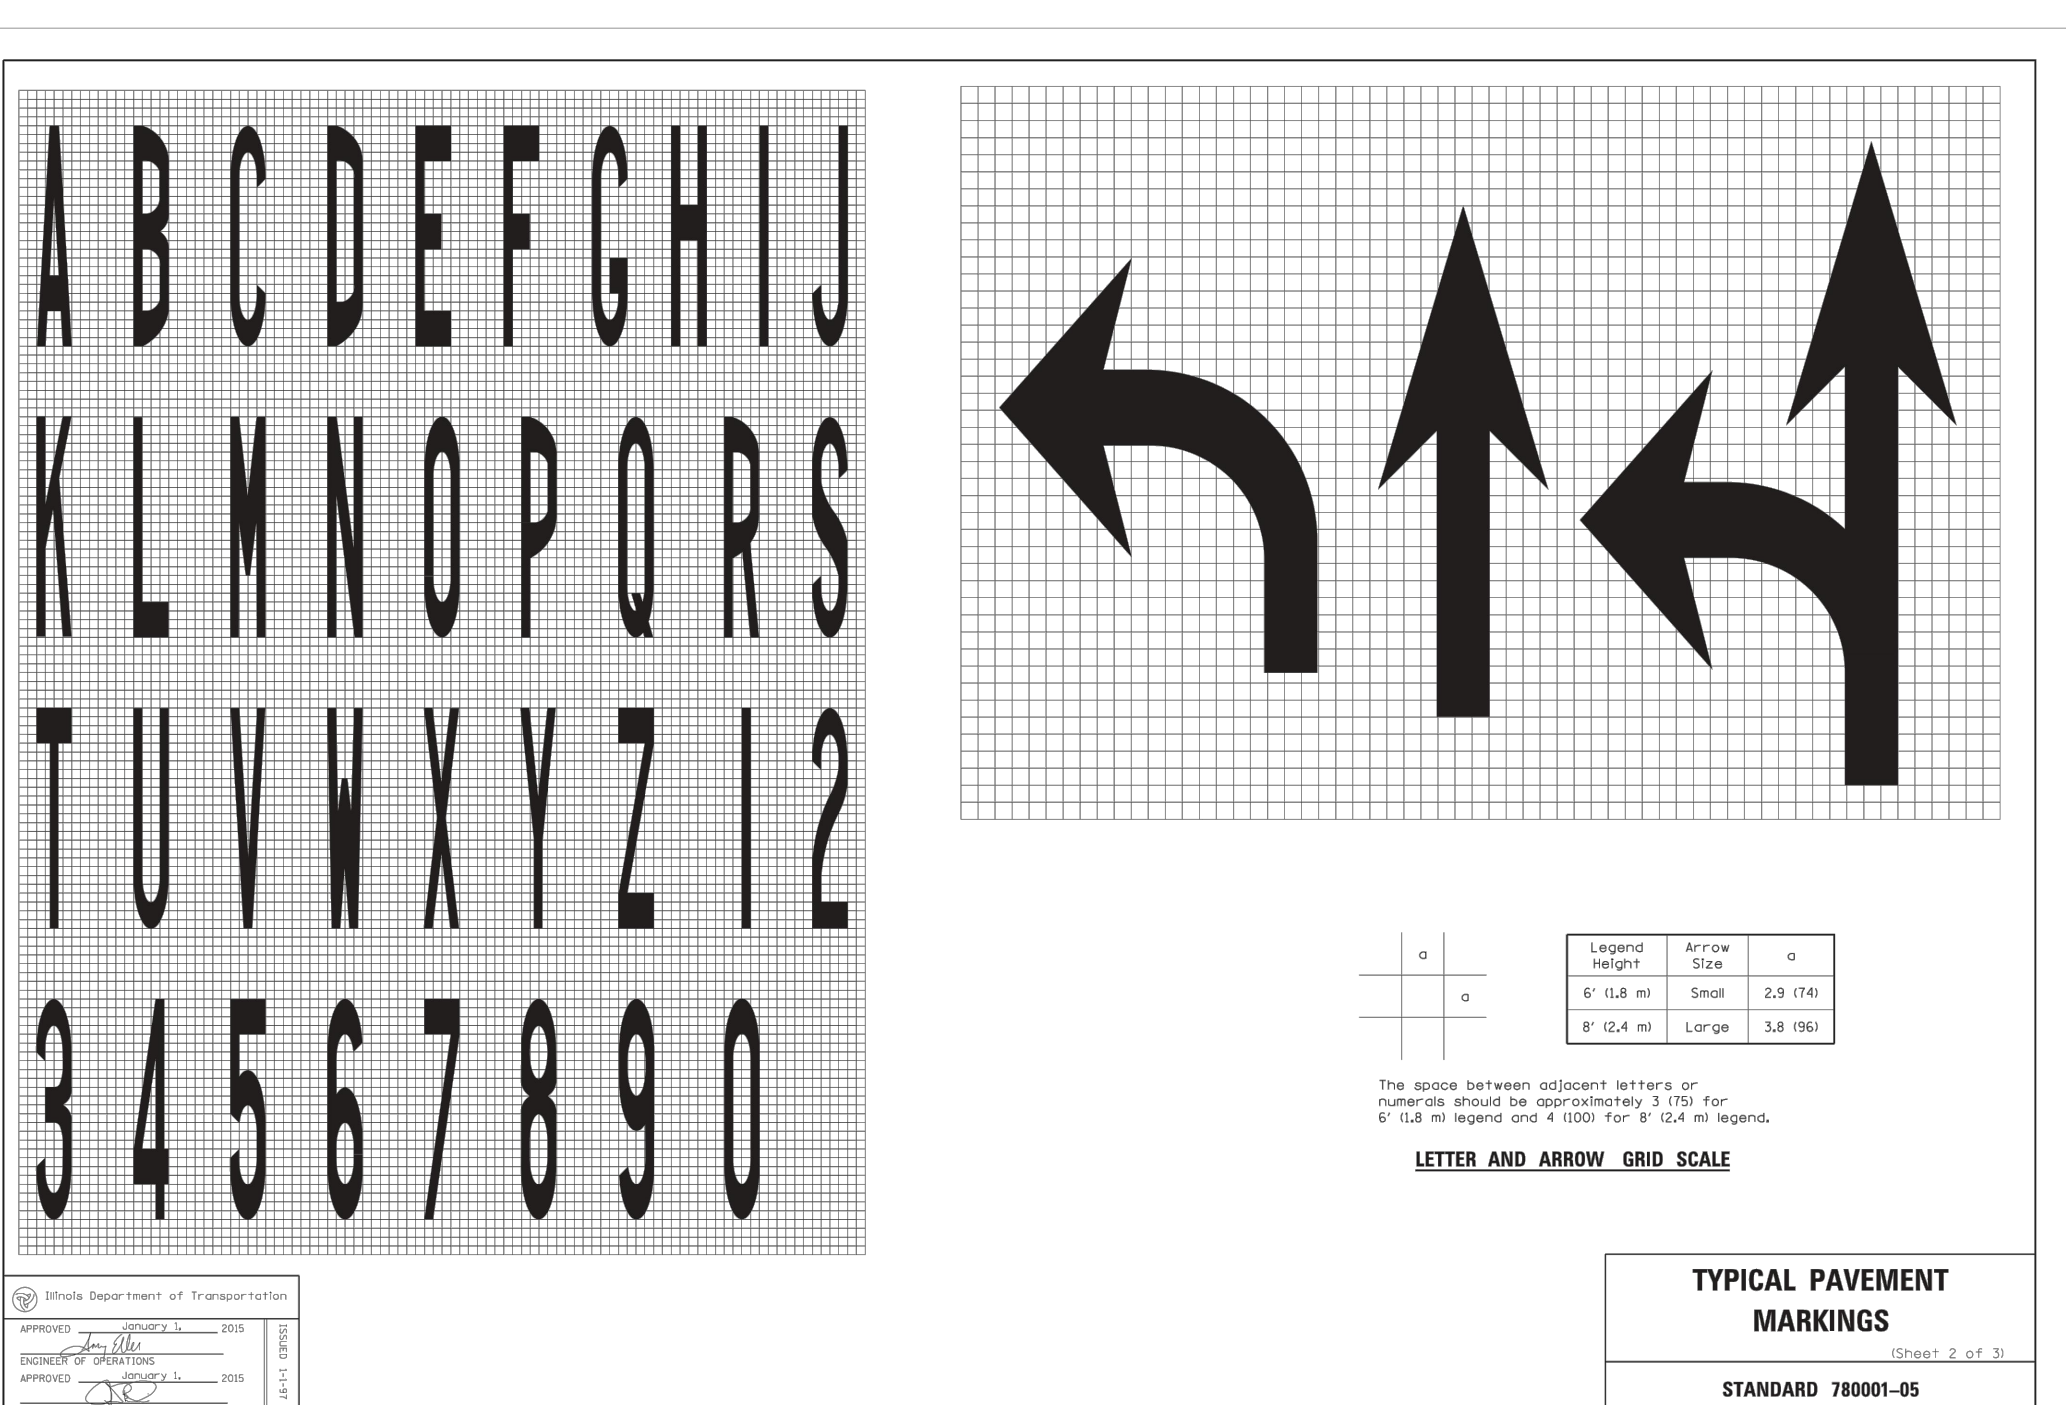 A B C D E F G H I J
K L M N O P Q R S
T U V W X Y Z 1 2
3 4 5 6 7 8 9 0
a
a
Legend Height Arrow Size a
6' (1.8 m) Small 2.9 (74)
8' (2.4 m) Large 3.8 (96)
The space between adjacent letters or
numerals should be approximately 3 (75) for
6' (1.8 m) legend and 4 (100) for 8' (2.4 m) legend.
LETTER AND ARROW GRID SCALE
Illinois Department of Transportation
APPROVED January 1, 2015
Amy Eller
ENGINEER OF OPERATIONS
APPROVED January 1, 2015
ISSUED 1-1-97
TYPICAL PAVEMENT
MARKINGS
(Sheet 2 of 3)
STANDARD 780001–05